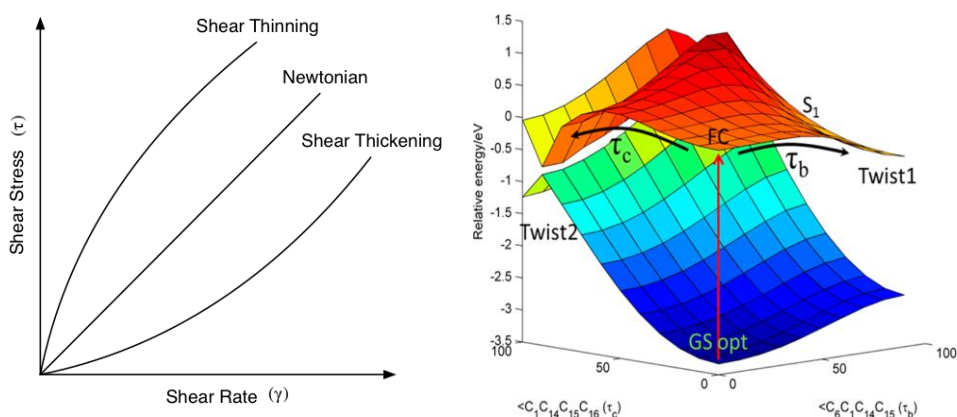 Shear Thinning
Newtonian
Shear Thickening
Shear Stress (τ)
Shear Rate (γ)
1.5
1
0.5
0
-0.5
-1
-1.5
-2
-2.5
-3
-3.5
Relative energy/eV
S1
FC
τc
τb
Twist1
Twist2
GS opt
100
50
0
0
50
100
<C1C14C15C16 (τc)
<C6C1C14C15 (τb)